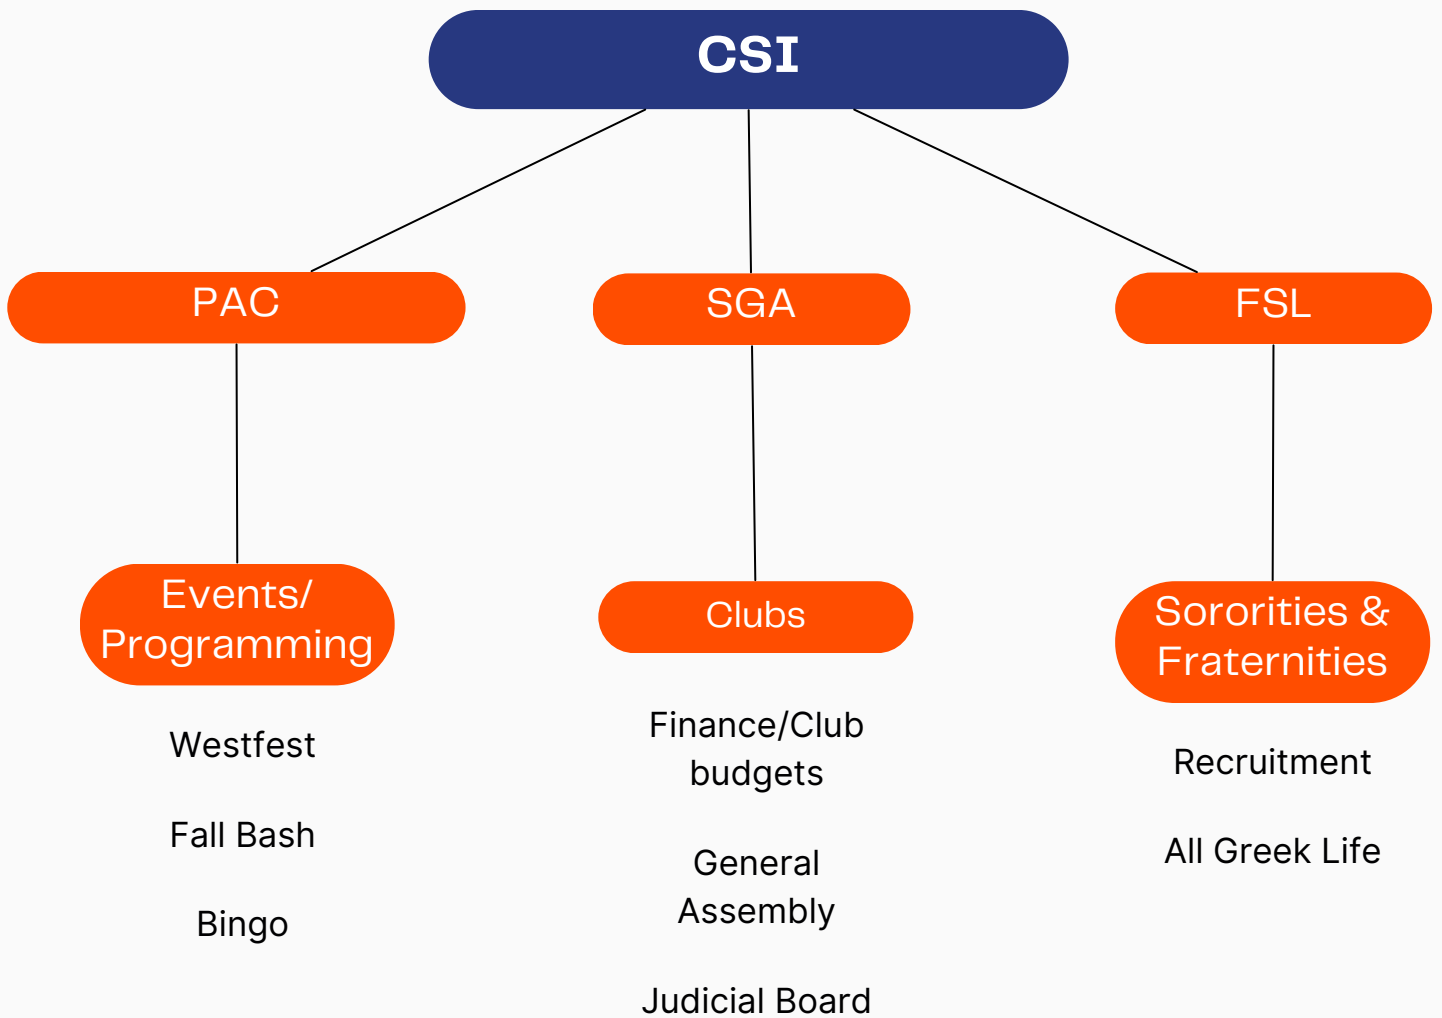 CSI
PAC
SGA
FSL
Events/
Programming
Westfest
Fall Bash
Bingo
Clubs
Finance/Club
budgets
General
Assembly
Judicial Board
Sororities &
Fraternities
Recruitment
All Greek Life